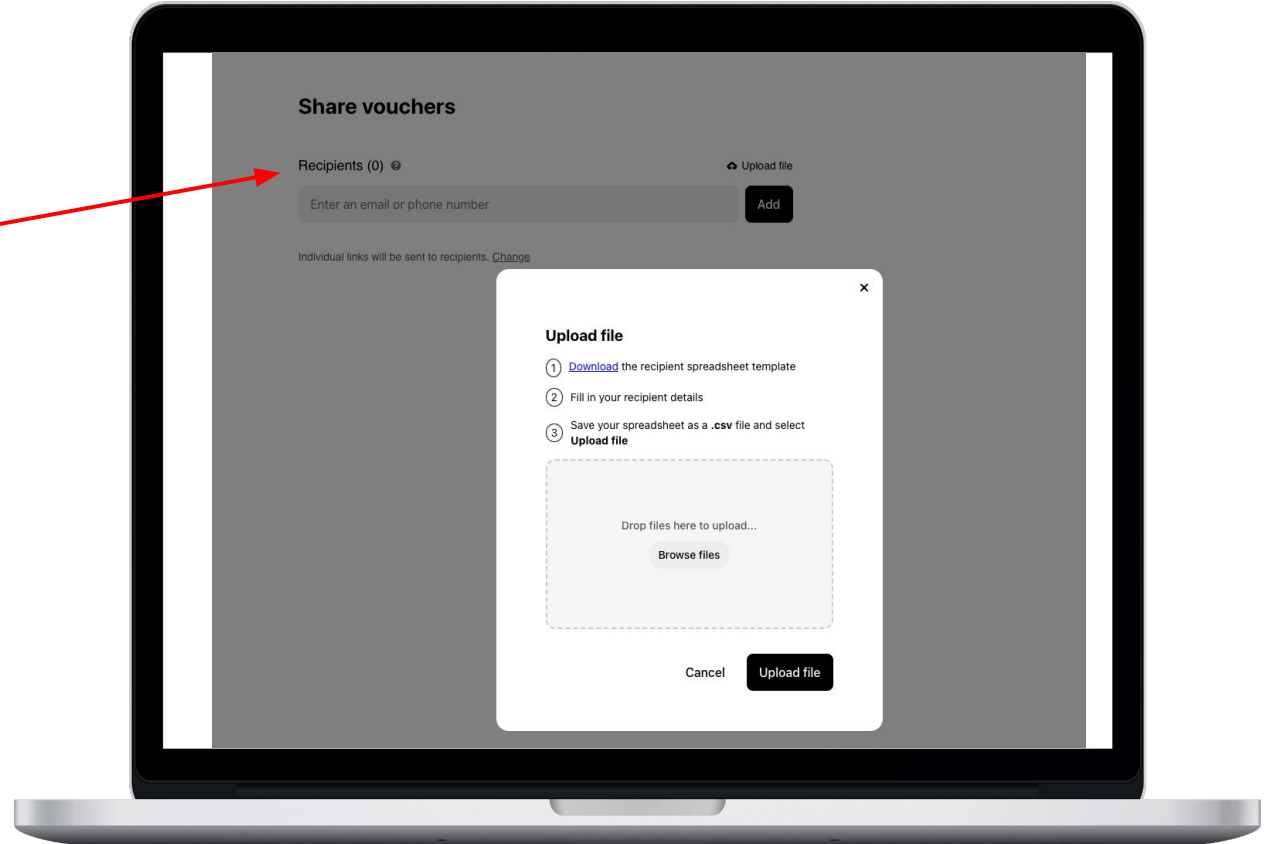 Share vouchers
Recipients (0)
Upload file
Enter an email or phone number
Add
Individual links will be sent to recipients. Change
Upload file
1 Download the recipient spreadsheet template
2 Fill in your recipient details
3 Save your spreadsheet as a .csv file and select
Upload file
Drop files here to upload...
Browse files
Cancel
Upload file